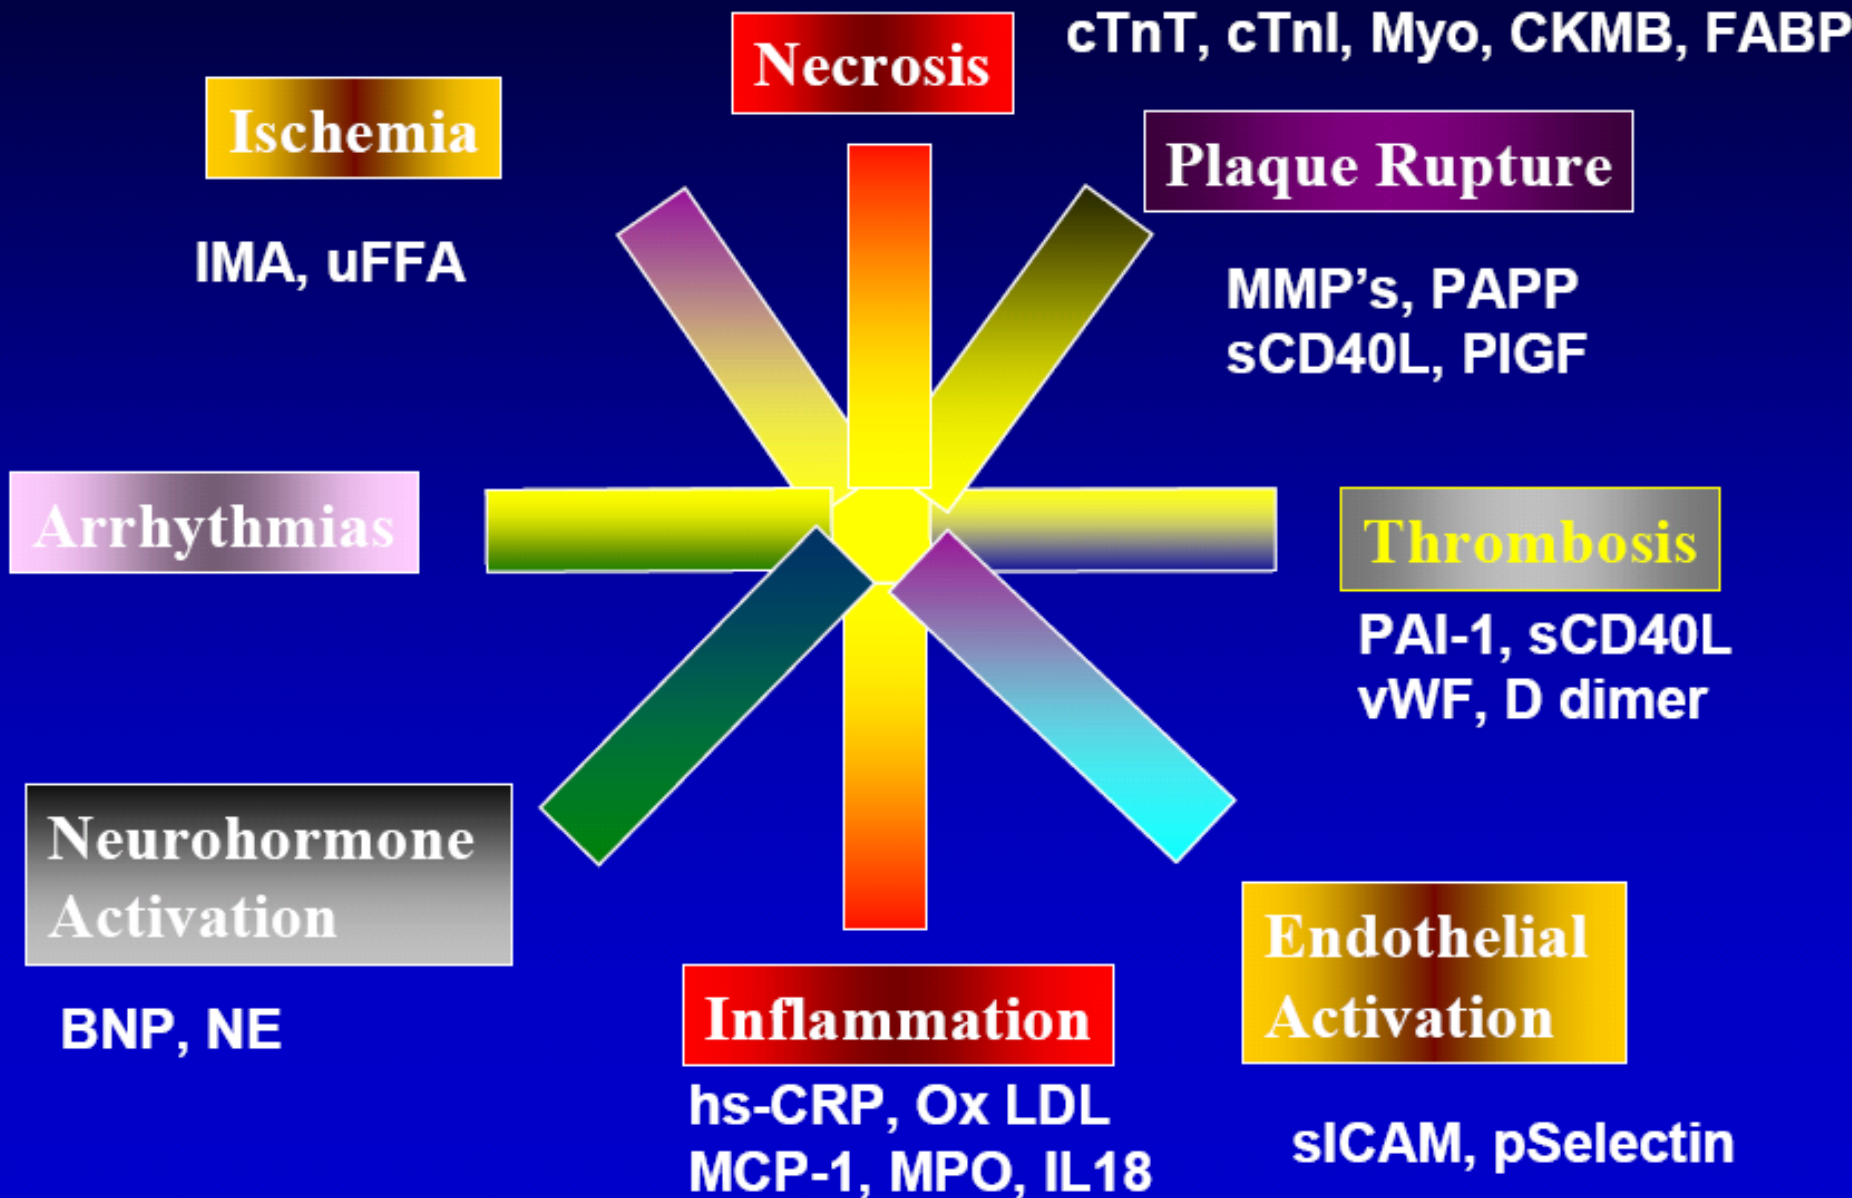 Necrosis
cTnT, cTnI, Myo, CKMB, FABP
Ischemia
IMA, uFFA
Plaque Rupture
MMP's, PAPP
sCD40L, PIGF
Arrhythmias
Thrombosis
PAI-1, sCD40L
vWF, D dimer
Neurohormone
Activation
BNP, NE
Inflammation
hs-CRP, Ox LDL
MCP-1, MPO, IL18
Endothelial
Activation
sICAM, pSelectin